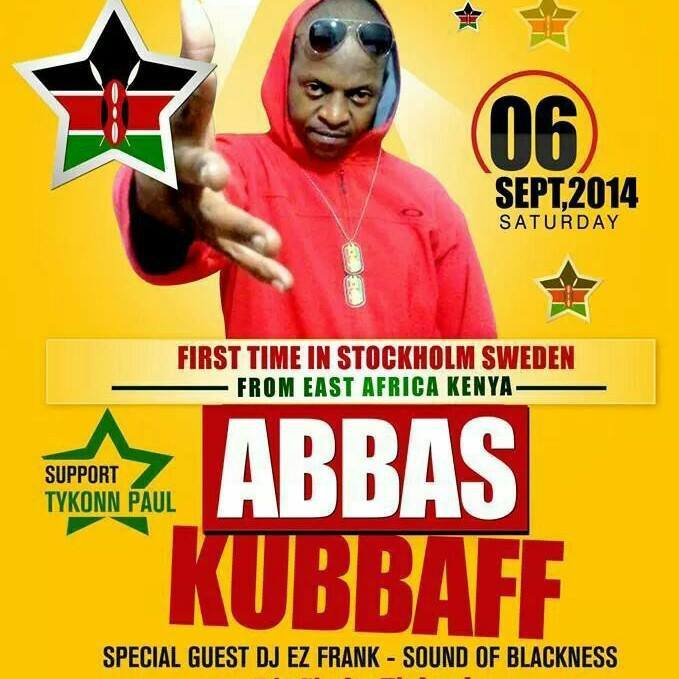 06
SEPT,2014
SATURDAY
FIRST TIME IN STOCKHOLM SWEDEN
FROM EAST AFRICA KENYA
SUPPORT
TYKONN PAUL
ABBAS
KUBBAFF
SPECIAL GUEST DJ EZ FRANK - SOUND OF BLACKNESS